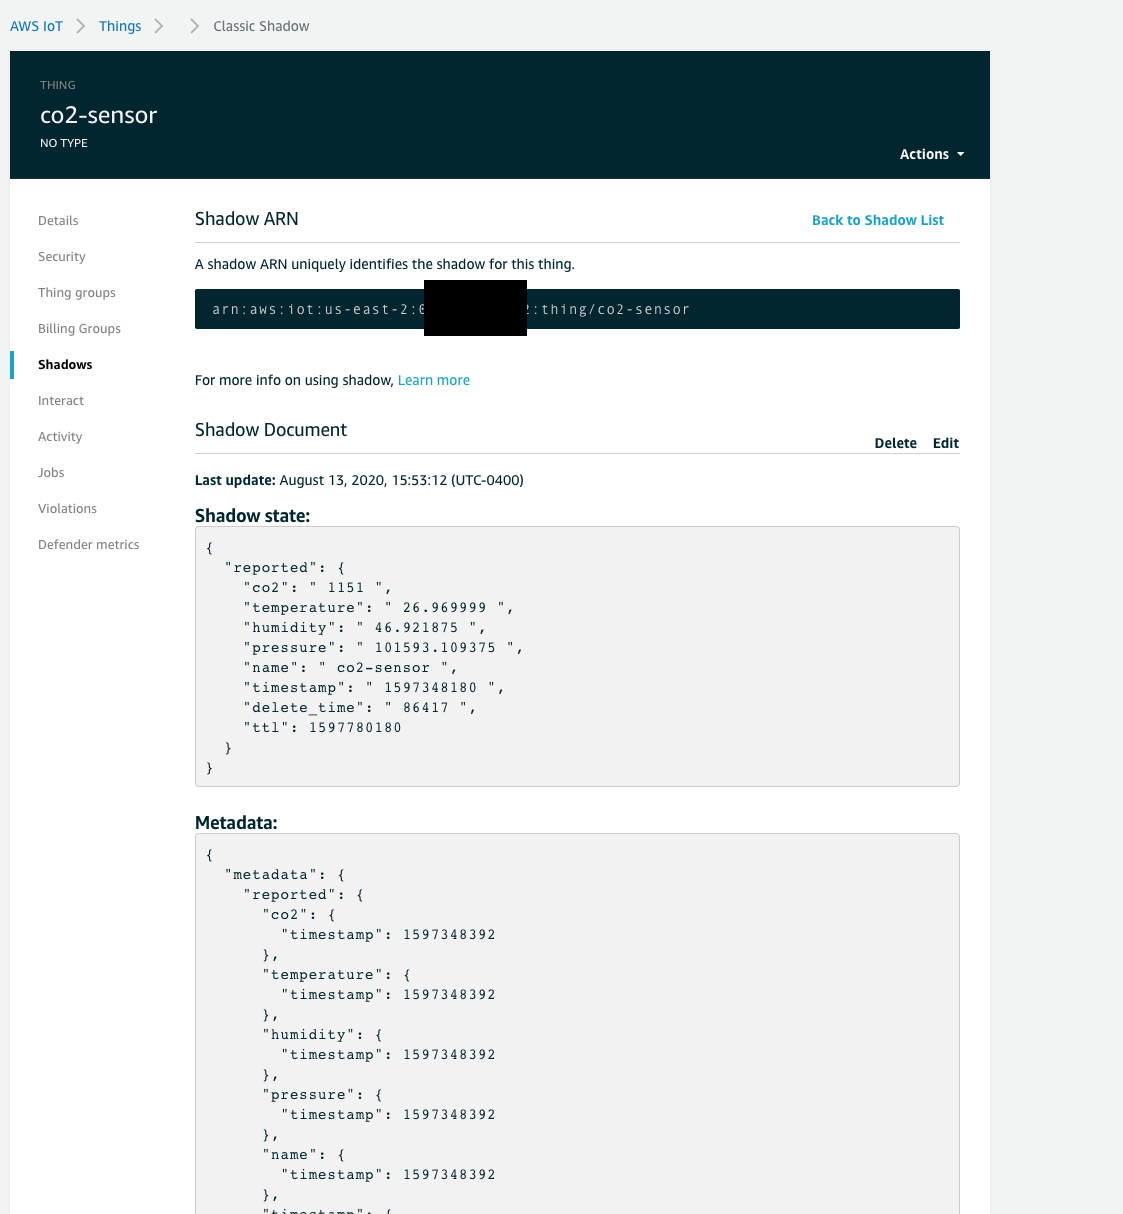 AWS IoT > Things > > Classic Shadow
THING
co2-sensor
NO TYPE
Actions
Details
Security
Thing groups
Billing Groups
Shadows
Interact
Activity
Jobs
Violations
Defender metrics
Shadow ARN
Back to Shadow List
A shadow ARN uniquely identifies the shadow for this thing.
arn:aws:iot:us-east-2: :thing/co2-sensor
For more info on using shadow, Learn more
Shadow Document
Delete Edit
Last update: August 13, 2020, 15:53:12 (UTC-0400)
Shadow state:
{
  "reported": {
    "co2": " 1151 ",
    "temperature": " 26.969999 ",
    "humidity": " 46.921875 ",
    "pressure": " 101593.109375 ",
    "name": " co2-sensor ",
    "timestamp": " 1597348180 ",
    "delete_time": " 86417 ",
    "ttl": 1597780180
  }
}
Metadata:
{
  "metadata": {
    "reported": {
      "co2": {
        "timestamp": 1597348392
      },
      "temperature": {
        "timestamp": 1597348392
      },
      "humidity": {
        "timestamp": 1597348392
      },
      "pressure": {
        "timestamp": 1597348392
      },
      "name": {
        "timestamp": 1597348392
      },
      "timestamp": {